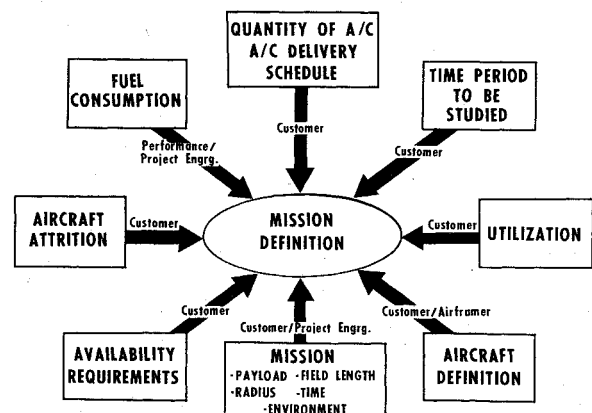 QUANTITY OF A/C
A/C DELIVERY
SCHEDULE
FUEL
CONSUMPTION
TIME PERIOD
TO BE
STUDIED
Customer
Performance/
Project Engrg.
Customer
AIRCRAFT
ATTRITION
Customer
MISSION
DEFINITION
Customer
UTILIZATION
Customer
Customer/Project Engrg.
Customer/Airframer
AVAILABILITY
REQUIREMENTS
MISSION
-PAYLOAD -FIELD LENGTH
-RADIUS -TIME
-ENVIRONMENT
AIRCRAFT
DEFINITION